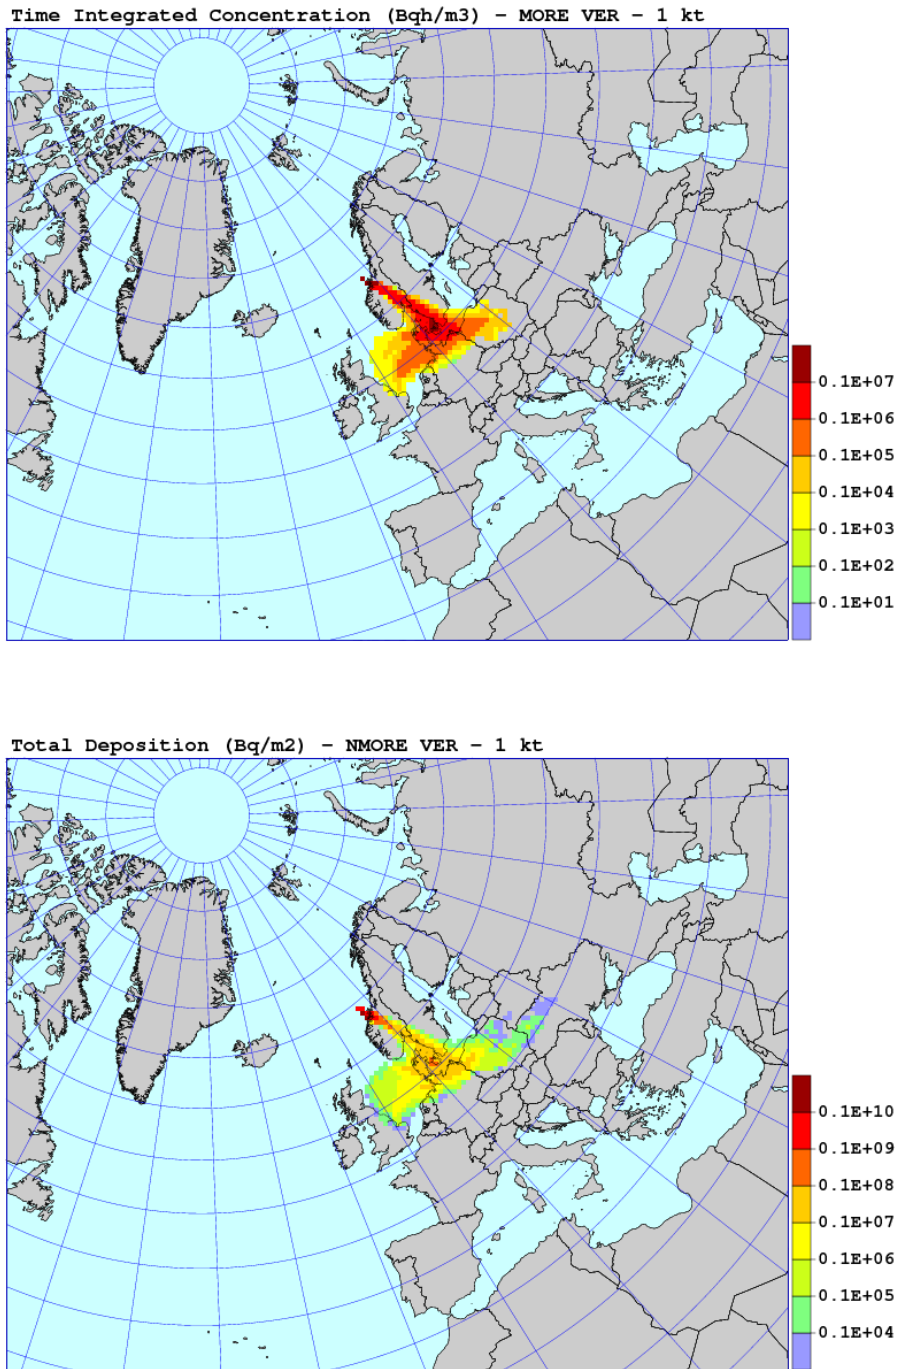 Time Integrated Concentration (Bqh/m3) – MORE VER – 1 kt
0.1E+07
0.1E+06
0.1E+05
0.1E+04
0.1E+03
0.1E+02
0.1E+01
Total Deposition (Bq/m2) – NMORE VER – 1 kt
0.1E+10
0.1E+09
0.1E+08
0.1E+07
0.1E+06
0.1E+05
0.1E+04